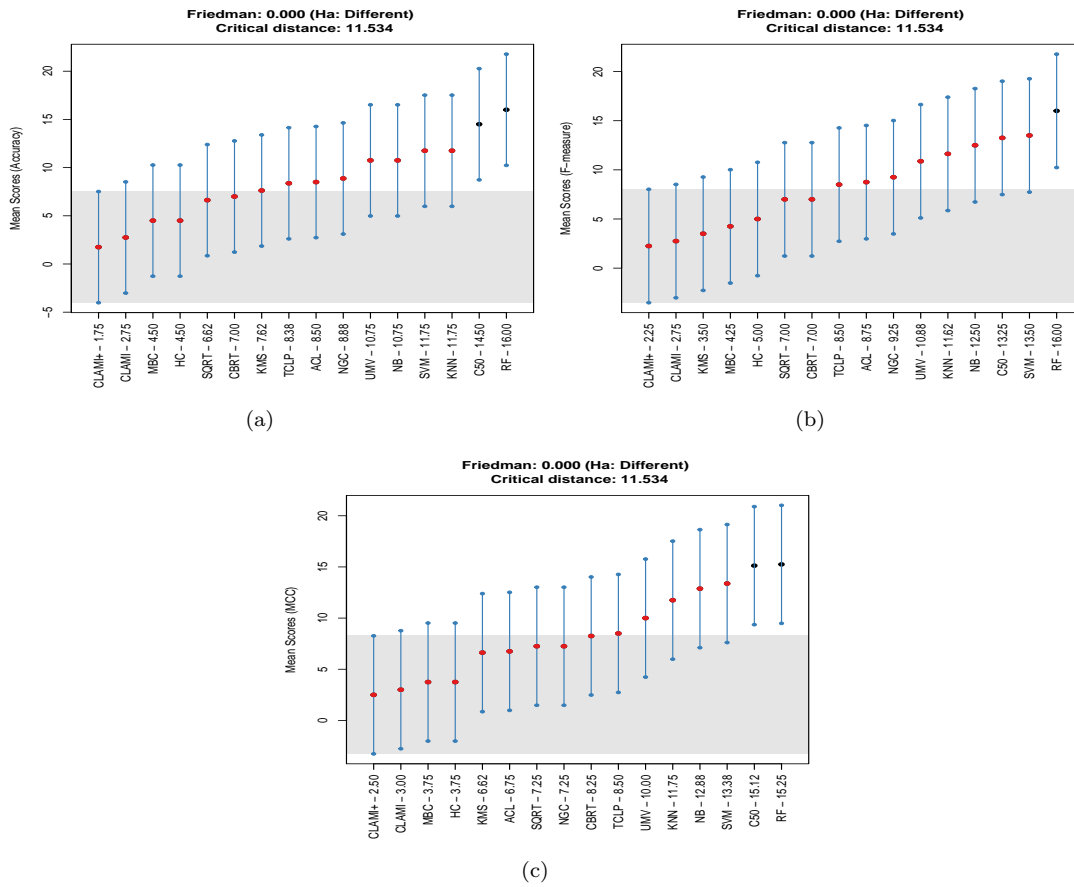 Friedman: 0.000 (Ha: Different)
Critical distance: 11.534
Mean Scores (Accuracy)
20
15
10
5
0
−5
CLAMI+ − 1.75
CLAMI − 2.75
MBC − 4.50
HC − 4.50
SQRT − 6.62
CBRT − 7.00
KMS − 7.62
TCLP − 8.38
ACL − 8.50
NGC − 8.88
UMV − 10.75
NB − 10.75
SVM − 11.75
KNN − 11.75
C50 − 14.50
RF − 16.00
(a)
Friedman: 0.000 (Ha: Different)
Critical distance: 11.534
Mean Scores (F−measure)
20
15
10
5
0
CLAMI+ − 2.25
CLAMI − 2.75
KMS − 3.50
MBC − 4.25
HC − 5.00
SQRT − 7.00
CBRT − 7.00
TCLP − 8.50
ACL − 8.75
NGC − 9.25
UMV − 10.88
KNN − 11.62
NB − 12.50
C50 − 13.25
SVM − 13.50
RF − 16.00
(b)
Friedman: 0.000 (Ha: Different)
Critical distance: 11.534
Mean Scores (MCC)
20
15
10
5
0
CLAMI+ − 2.50
CLAMI − 3.00
MBC − 3.75
HC − 3.75
KMS − 6.62
ACL − 6.75
SQRT − 7.25
NGC − 7.25
CBRT − 8.25
TCLP − 8.50
UMV − 10.00
KNN − 11.75
NB − 12.88
SVM − 13.38
C50 − 15.12
RF − 15.25
(c)